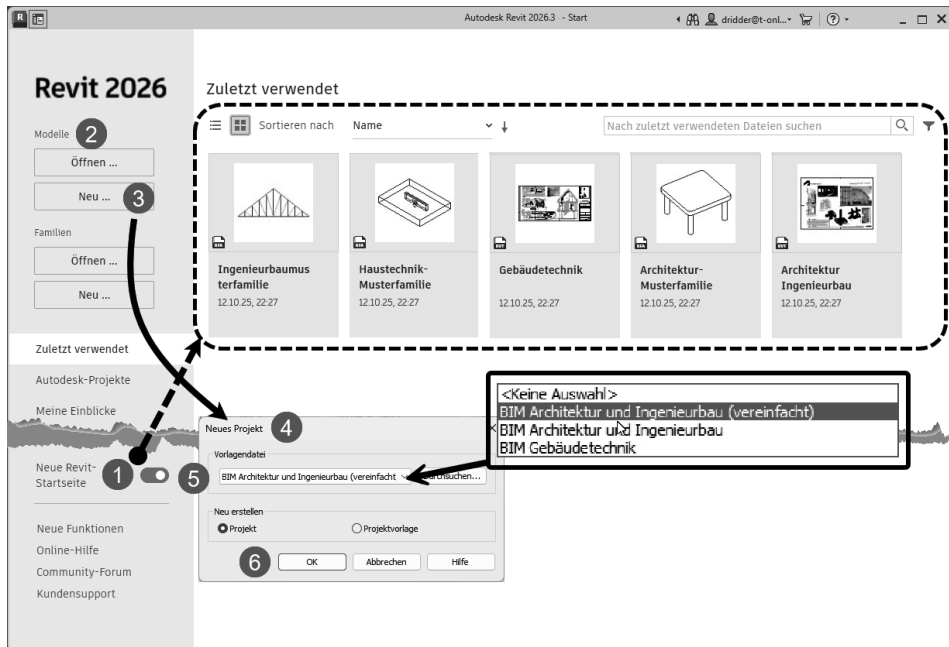 R
Autodesk Revit 2026.3 - Start
dridder@t-onl...
Revit 2026
Modelle
2
Öffnen ...
Neu ...
3
Familien
Öffnen ...
Neu ...
Zuletzt verwendet
Autodesk-Projekte
Meine Einblicke
Neue Revit-
Startseite
1
Neue Funktionen
Online-Hilfe
Community-Forum
Kundensupport
Zuletzt verwendet
Sortieren nach
Name
Nach zuletzt verwendeten Dateien suchen
Ingenieurbaumus
terfamilie
12.10.25, 22:27
Haustechnik-
Musterfamilie
12.10.25, 22:27
Gebäudetechnik
12.10.25, 22:27
Architektur-
Musterfamilie
12.10.25, 22:27
Architektur
Ingenieurbau
12.10.25, 22:27
<Keine Auswahl>
BIM Architektur und Ingenieurbau (vereinfacht)
BIM Architektur und Ingenieurbau
BIM Gebäudetechnik
Neues Projekt
4
Vorlagendatei
5
BIM Architektur und Ingenieurbau (vereinfacht
Durchsuchen...
Neu erstellen
Projekt
Projektvorlage
6
OK
Abbrechen
Hilfe